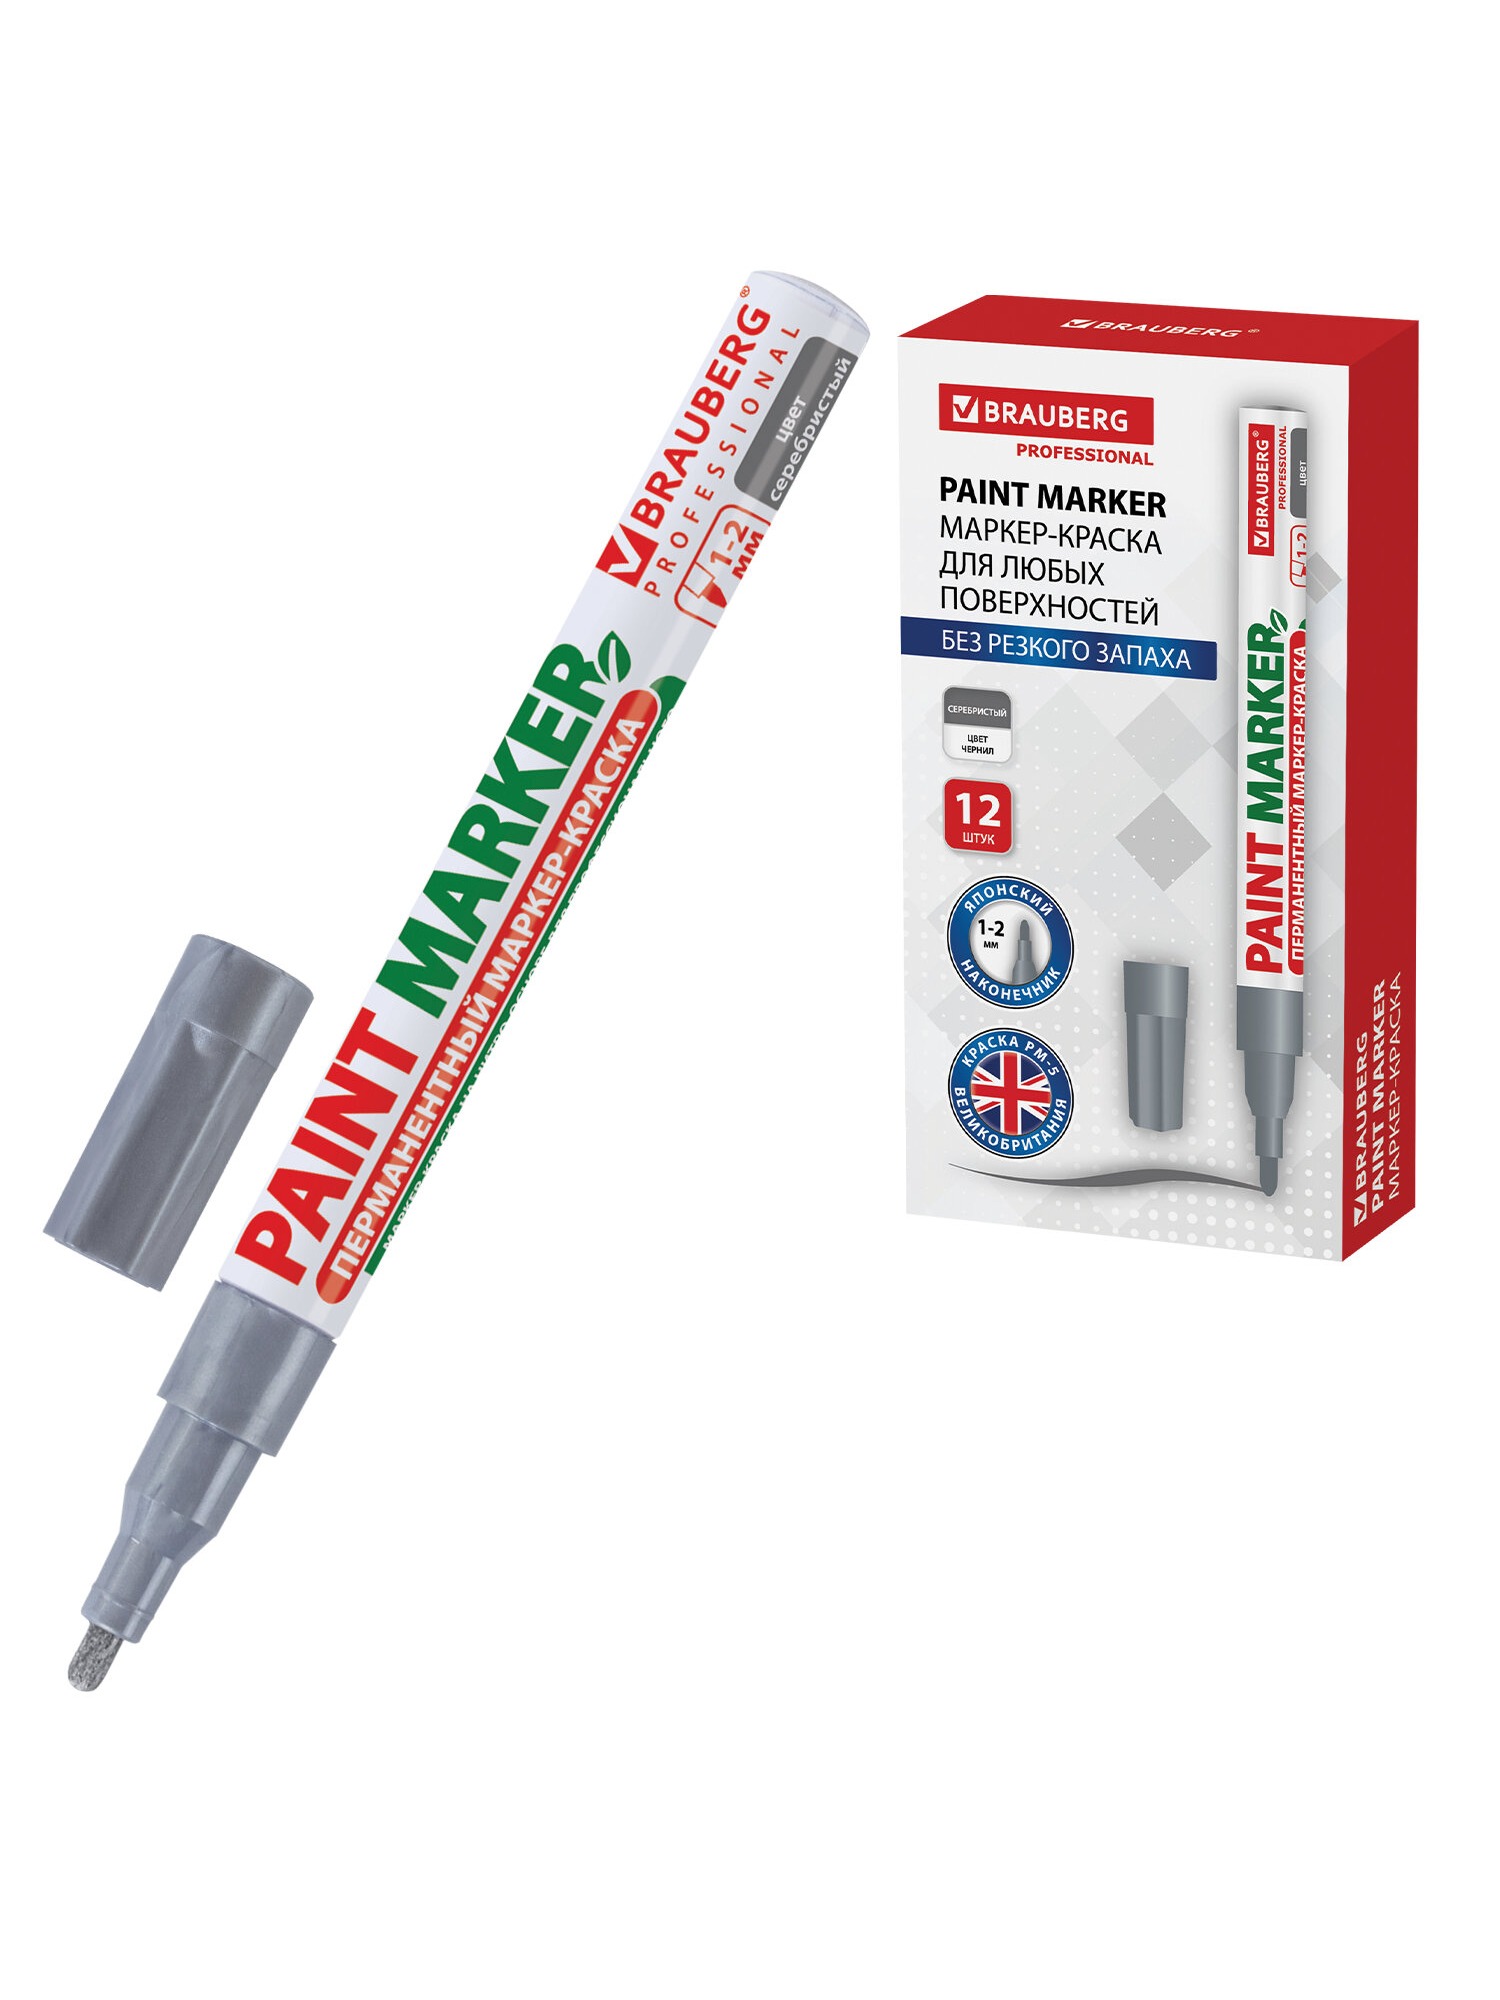 BRAUBERG®
PROFESSIONAL
цвет
серебристый
1-2
мм
PAINT MARKER
ПЕРМАНЕНТНЫЙ МАРКЕР-КРАСКА
BRAUBERG®
BRAUBERG
PROFESSIONAL
PAINT MARKER
МАРКЕР-КРАСКА
ДЛЯ ЛЮБЫХ
ПОВЕРХНОСТЕЙ
БЕЗ РЕЗКОГО ЗАПАХА
СЕРЕБРИСТЫЙ
ЦВЕТ
ЧЕРНИЛ
12
ШТУК
ЯПОНСКИЙ
1-2
мм
НАКОНЕЧНИК
КРАСКА PM-5
ВЕЛИКОБРИТАНИЯ
BRAUBERG®
PROFESSIONAL
цвет
1-2
PAINT MARKER
ПЕРМАНЕНТНЫЙ МАРКЕР-КРАСКА
BRAUBERG
PAINT MARKER
МАРКЕР-КРАСКА